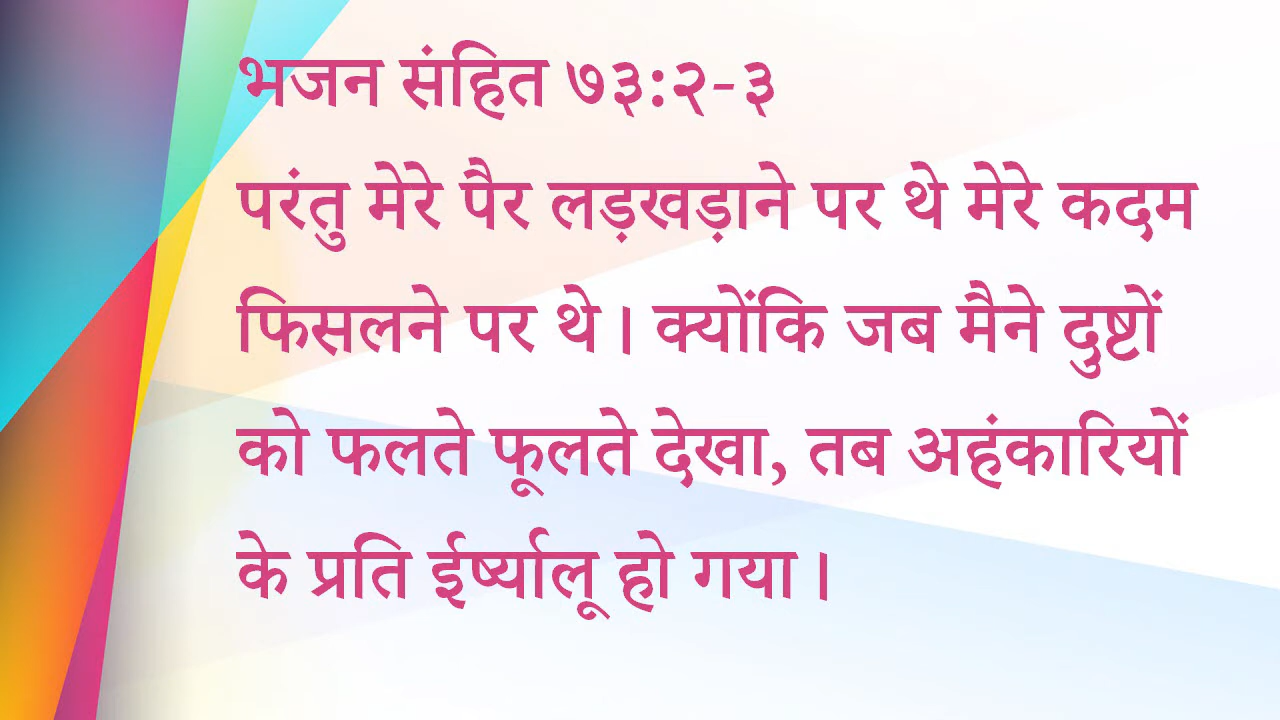 भजन संहित ७३:२-३
परंतु मेरे पैर लड़खड़ाने पर थे मेरे कदम
फिसलने पर थे। क्योंकि जब मैने दुष्टों
को फलते फूलते देखा, तब अहंकारियों
के प्रति ईर्ष्यालू हो गया।